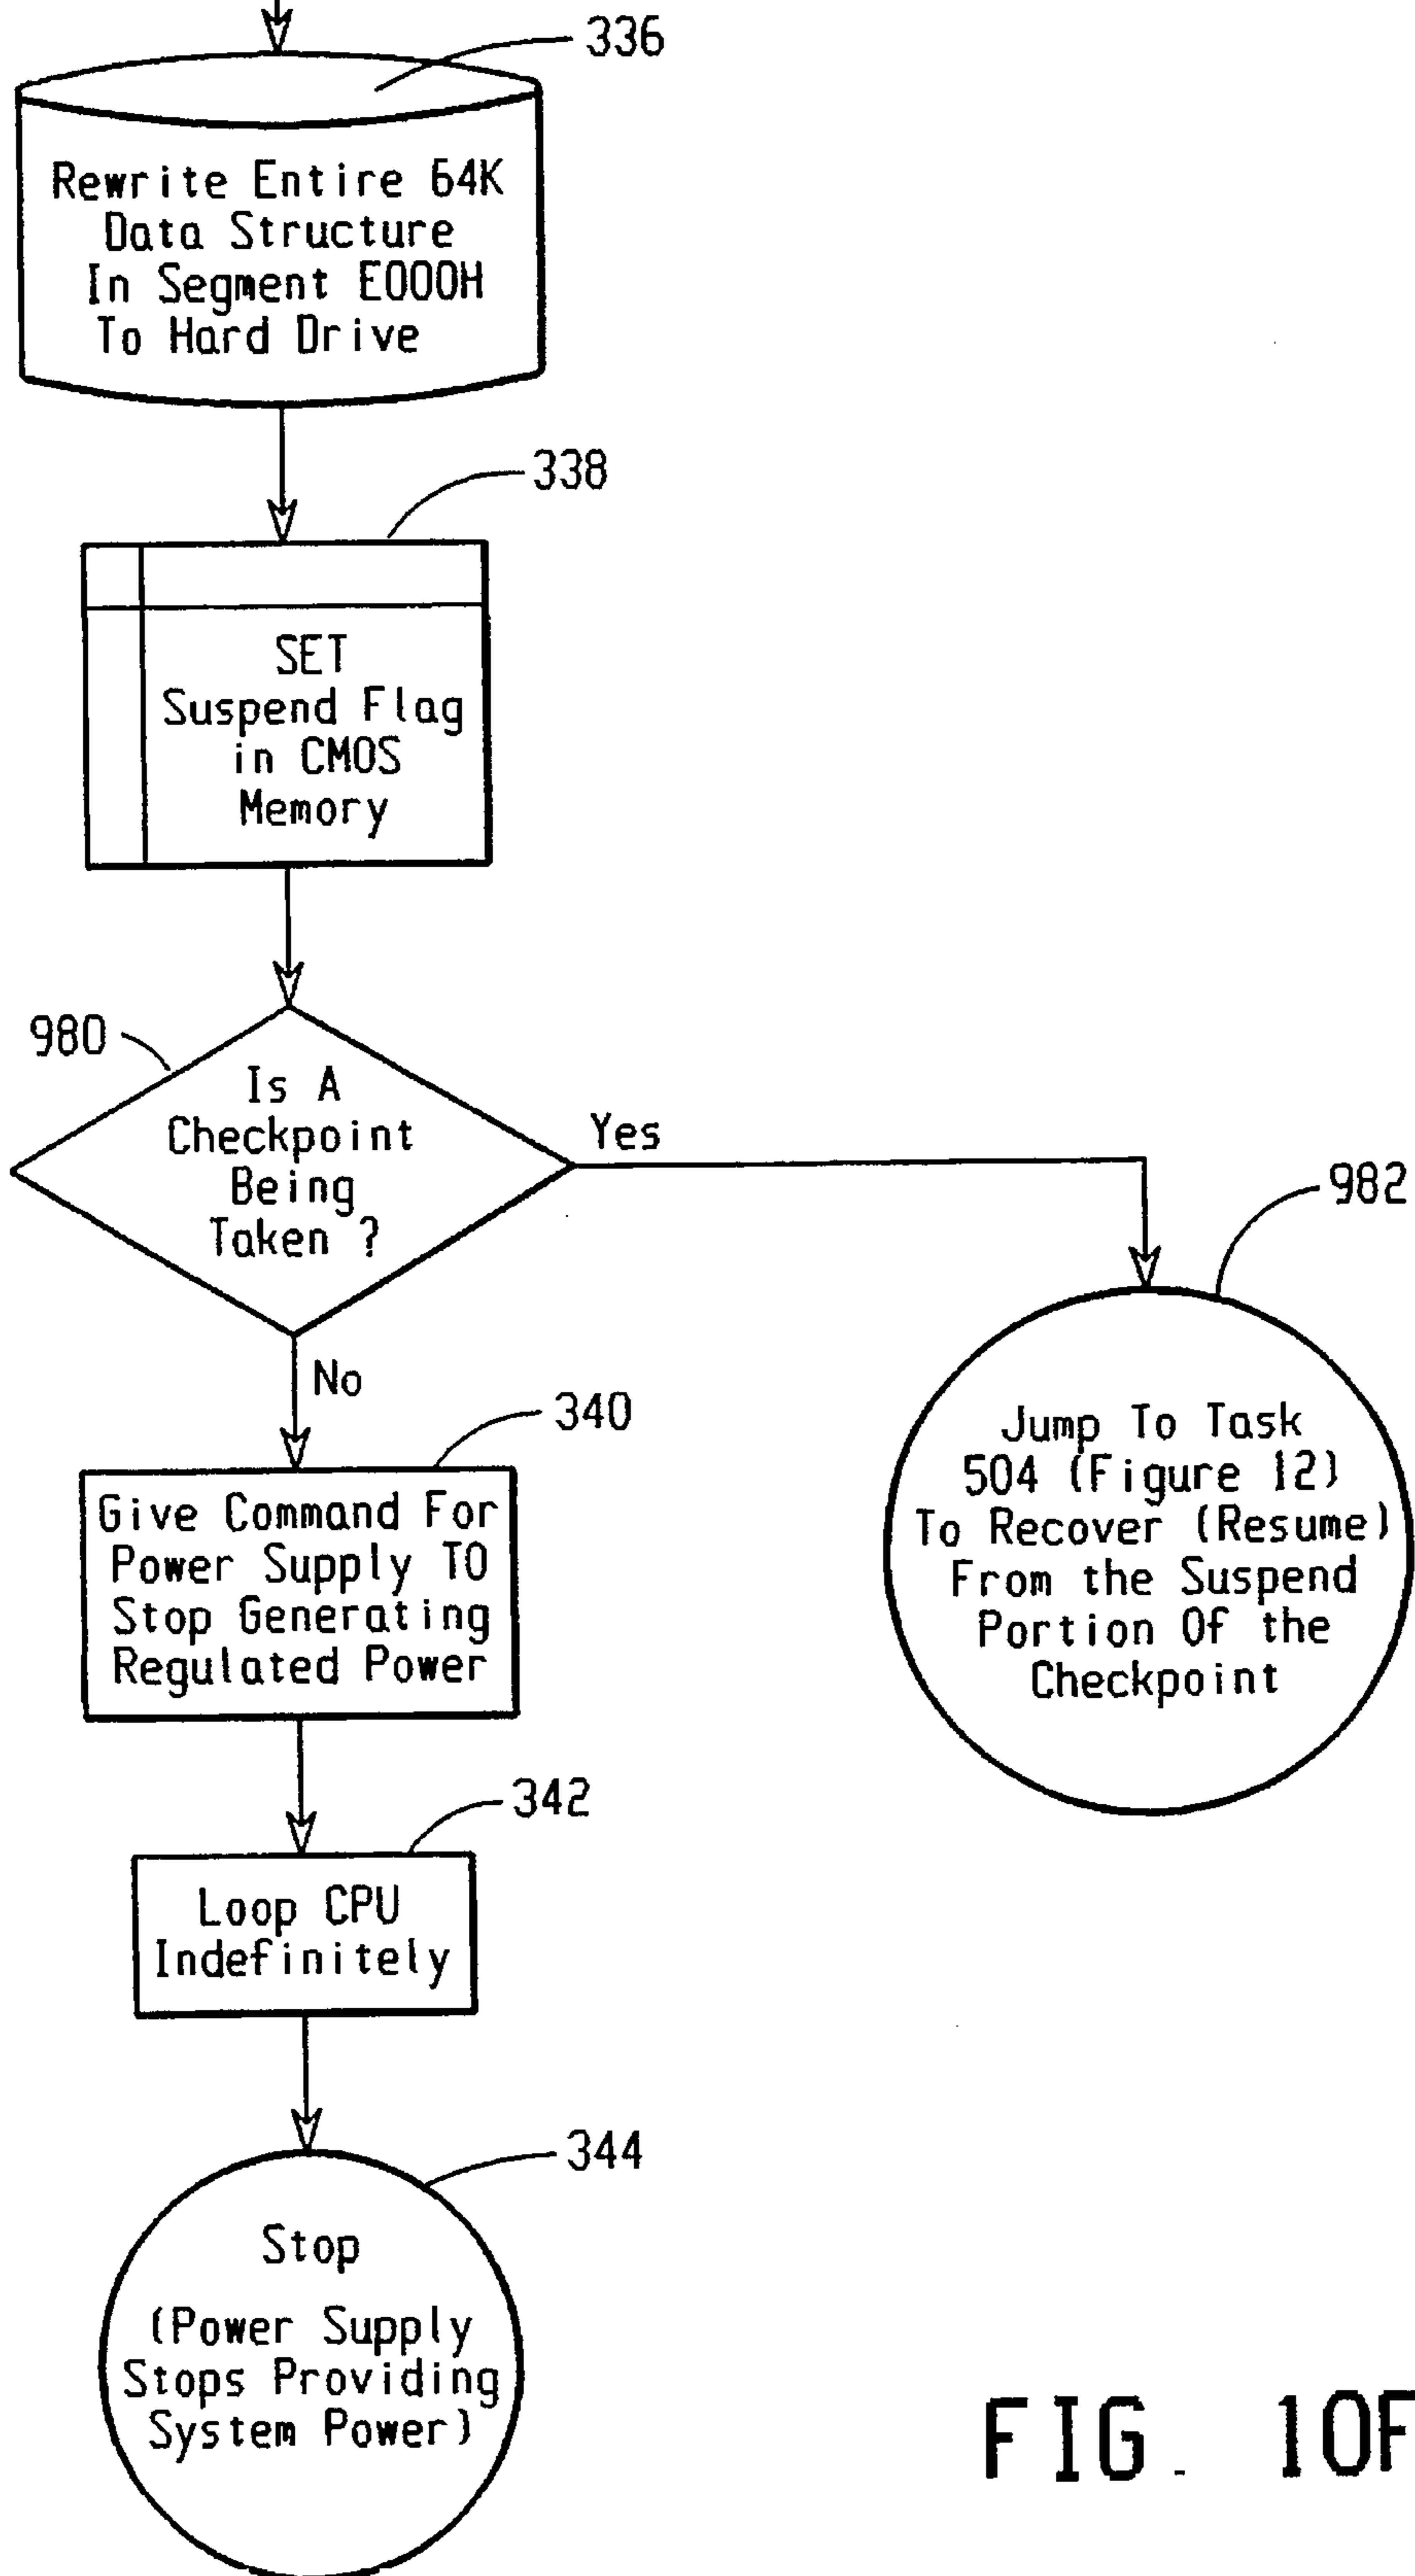 336
Rewrite Entire 64K
Data Structure
In Segment E000H
To Hard Drive
338
SET
Suspend Flag
in CMOS
Memory
980
Is A
Checkpoint
Being
Taken ?
Yes
982
No
340
Give Command For
Power Supply TO
Stop Generating
Regulated Power
Jump To Task
504 (Figure 12)
To Recover (Resume)
From the Suspend
Portion Of the
Checkpoint
342
Loop CPU
Indefinitely
344
Stop
(Power Supply
Stops Providing
System Power)
FIG. 10F